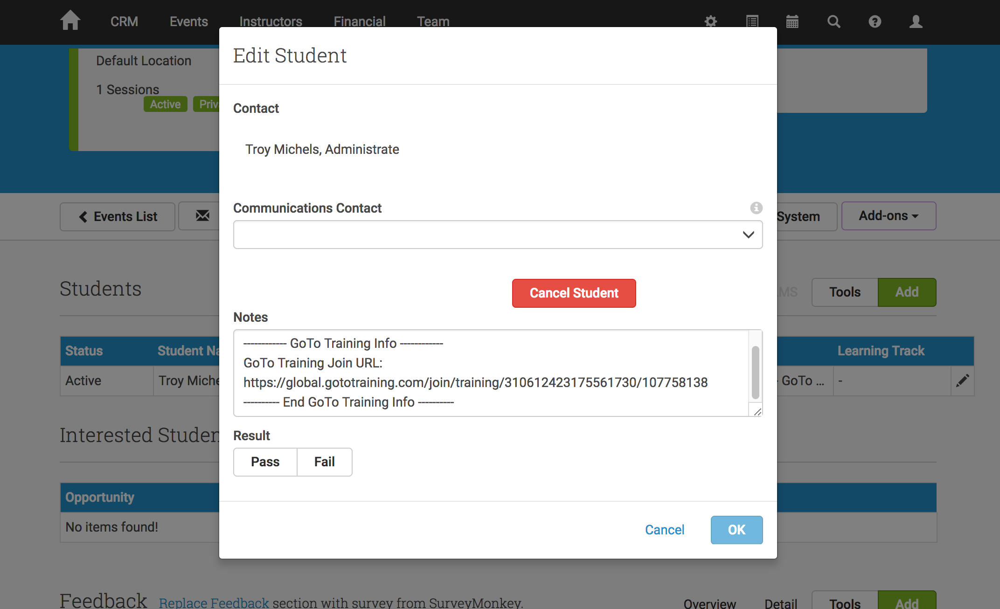 CRM Events Instructors Financial Team
Default Location
1 Sessions
Active
Edit Student
Contact
Troy Michels, Administrate
Communications Contact
Events List
System
Add-ons
Cancel Student
Students
Tools Add
Notes
------------ GoTo Training Info ------------
GoTo Training Join URL:
https://global.gototraining.com/join/training/310612423175561730/107758138
---------- End GoTo Training Info ----------
Status
Learning Track
Active Troy
GoTo ... -
Result
Pass Fail
Interested
Opportunity
No items found!
Cancel OK
Feedback Replace Feedback section with survey from SurveyMonkey.
Overview Detail Tools Add